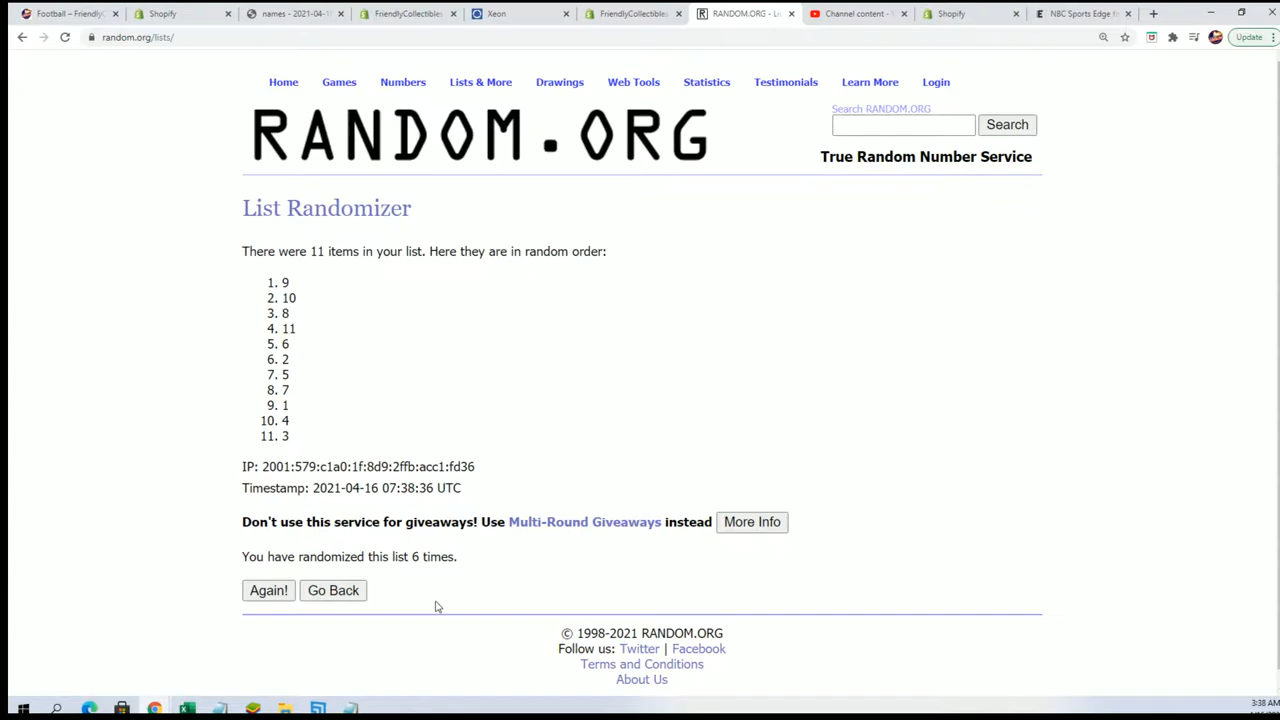 Football – FriendlyC
Shopify
names - 2021-04-1
FriendlyCollectibles
Xeon
FriendlyCollectibles
RANDOM.ORG - Li
Channel content -
Shopify
NBC Sports Edge f
random.org/lists/
Update
Home Games Numbers Lists & More Drawings Web Tools Statistics Testimonials Learn More Login
RANDOM.ORG
Search RANDOM.ORG
Search
True Random Number Service
List Randomizer
There were 11 items in your list. Here they are in random order:
1. 9
2. 10
3. 8
4. 11
5. 6
6. 2
7. 5
8. 7
9. 1
10. 4
11. 3
IP: 2001:579:c1a0:1f:8d9:2ffb:acc1:fd36
Timestamp: 2021-04-16 07:38:36 UTC
Don't use this service for giveaways! Use Multi-Round Giveaways instead More Info
You have randomized this list 6 times.
Again! Go Back
© 1998-2021 RANDOM.ORG
Follow us: Twitter | Facebook
Terms and Conditions
About Us
3:38 AM